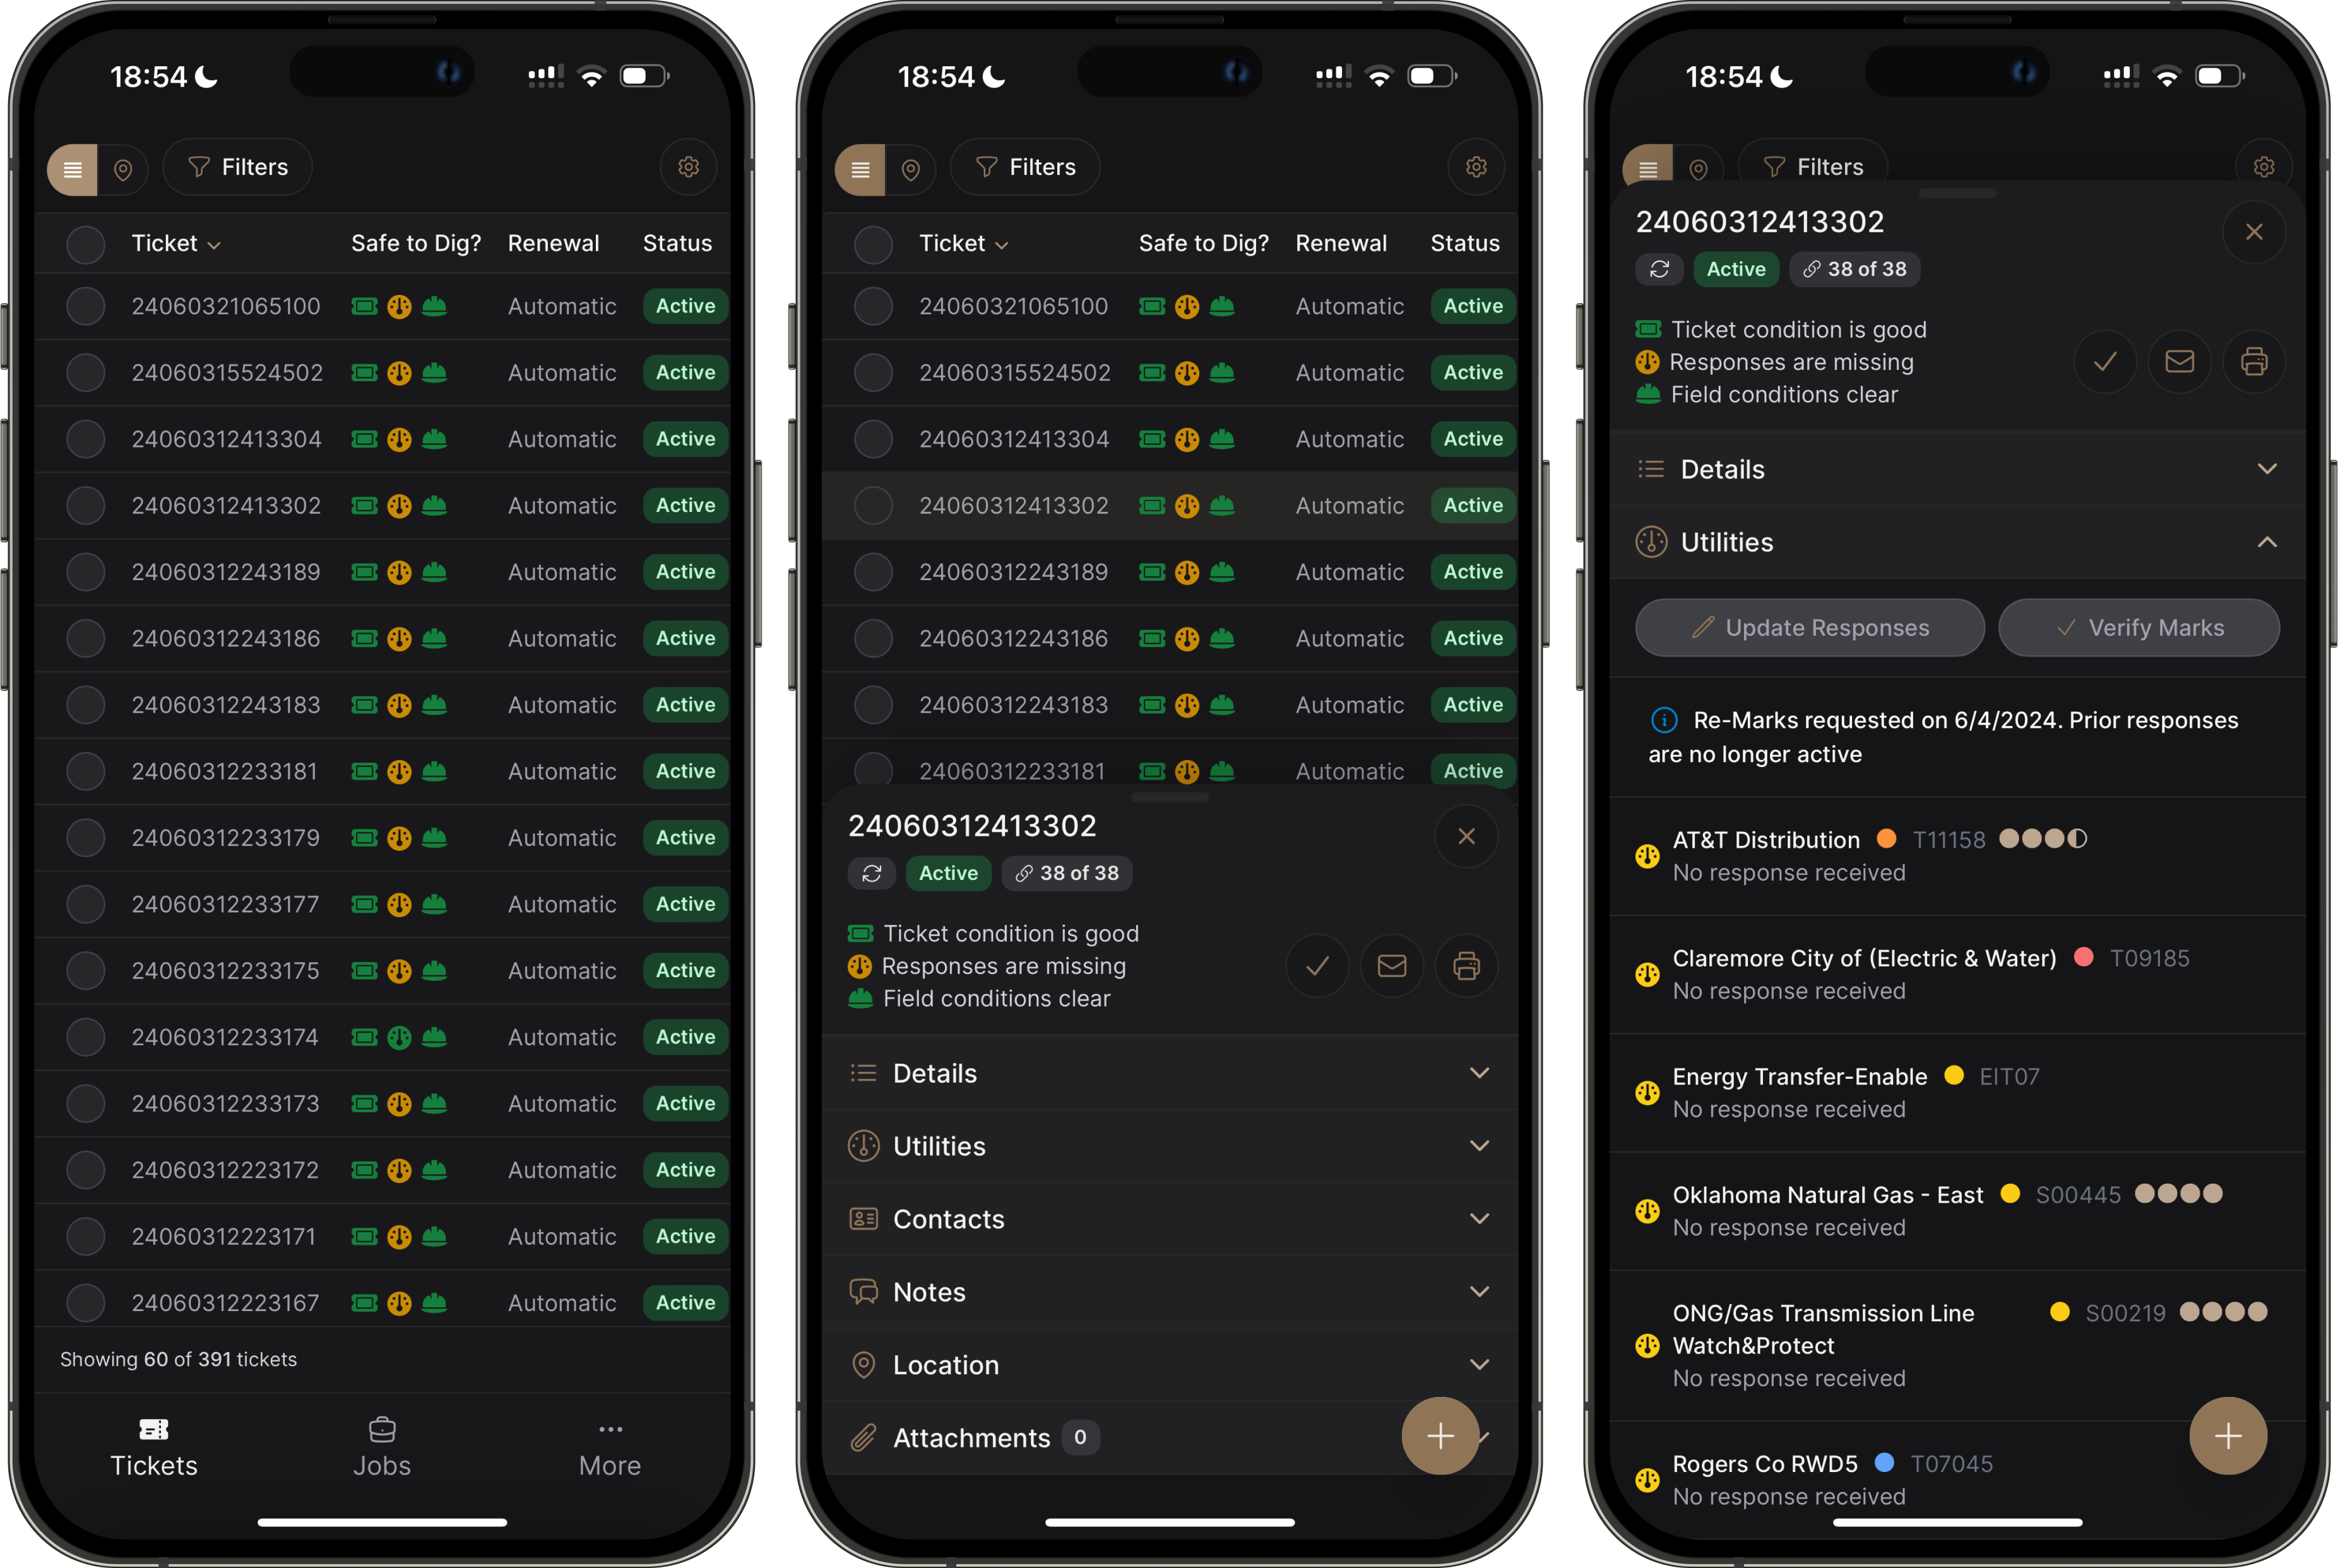 18:54
Filters
Ticket Safe to Dig? Renewal Status
24060321065100 Automatic Active
24060315524502 Automatic Active
24060312413304 Automatic Active
24060312413302 Automatic Active
24060312243189 Automatic Active
24060312243186 Automatic Active
24060312243183 Automatic Active
24060312233181 Automatic Active
24060312233179 Automatic Active
24060312233177 Automatic Active
24060312233175 Automatic Active
24060312233174 Automatic Active
24060312233173 Automatic Active
24060312223172 Automatic Active
24060312223171 Automatic Active
24060312223167 Automatic Active
Showing 60 of 391 tickets
Tickets Jobs More
18:54
Filters
Ticket Safe to Dig? Renewal Status
24060321065100 Automatic Active
24060315524502 Automatic Active
24060312413304 Automatic Active
24060312413302 Automatic Active
24060312243189 Automatic Active
24060312243186 Automatic Active
24060312243183 Automatic Active
24060312233181 Automatic Active
24060312413302
Active 38 of 38
Ticket condition is good
Responses are missing
Field conditions clear
Details
Utilities
Contacts
Notes
Location
Attachments 0
18:54
Filters
24060312413302
Active 38 of 38
Ticket condition is good
Responses are missing
Field conditions clear
Details
Utilities
Update Responses Verify Marks
Re-Marks requested on 6/4/2024. Prior responses
are no longer active
AT&T Distribution T11158
No response received
Claremore City of (Electric & Water) T09185
No response received
Energy Transfer-Enable EIT07
No response received
Oklahoma Natural Gas - East S00445
No response received
ONG/Gas Transmission Line S00219
Watch&Protect
No response received
Rogers Co RWD5 T07045
No response received